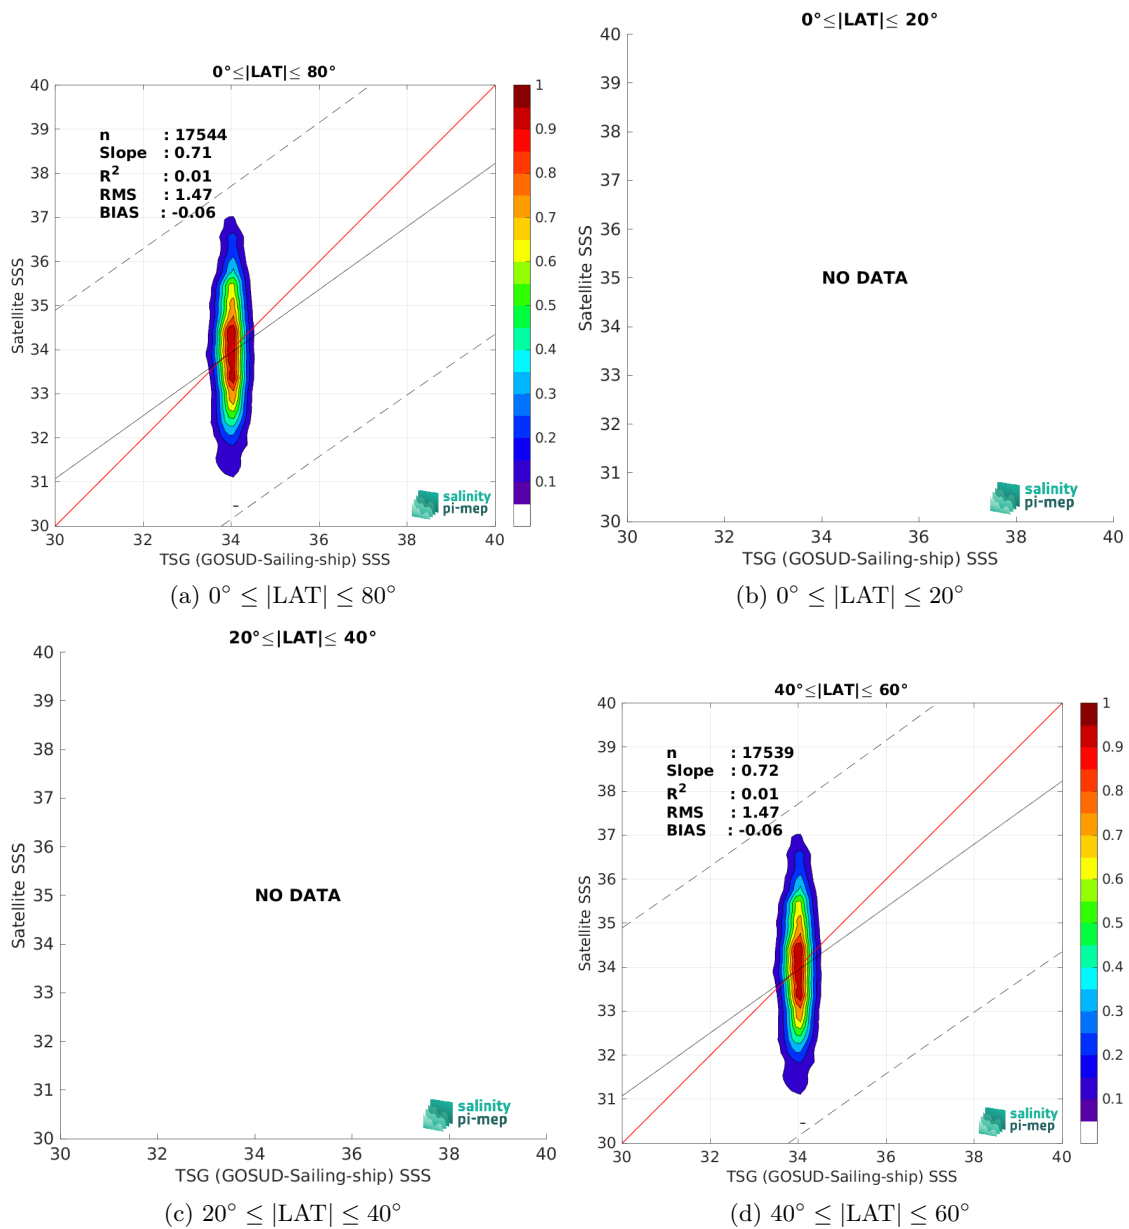 0°≤|LAT|≤ 80°
40
39
38
37
36
35
34
33
32
31
30
n : 17544
Slope : 0.71
R2 : 0.01
RMS : 1.47
BIAS : -0.06
1
0.9
0.8
0.7
0.6
0.5
0.4
0.3
0.2
0.1
Satellite SSS
salinity
pi-mep
30 32 34 36 38 40
TSG (GOSUD-Sailing-ship) SSS
(a) 0° ≤ |LAT| ≤ 80°
0°≤|LAT|≤ 20°
40
39
38
37
36
35
34
33
32
31
30
Satellite SSS
NO DATA
salinity
pi-mep
30 32 34 36 38 40
TSG (GOSUD-Sailing-ship) SSS
(b) 0° ≤ |LAT| ≤ 20°
20°≤|LAT|≤ 40°
40
39
38
37
36
35
34
33
32
31
30
Satellite SSS
NO DATA
salinity
pi-mep
30 32 34 36 38 40
TSG (GOSUD-Sailing-ship) SSS
(c) 20° ≤ |LAT| ≤ 40°
40°≤|LAT|≤ 60°
40
39
38
37
36
35
34
33
32
31
30
n : 17539
Slope : 0.72
R2 : 0.01
RMS : 1.47
BIAS : -0.06
1
0.9
0.8
0.7
0.6
0.5
0.4
0.3
0.2
0.1
Satellite SSS
salinity
pi-mep
30 32 34 36 38 40
TSG (GOSUD-Sailing-ship) SSS
(d) 40° ≤ |LAT| ≤ 60°